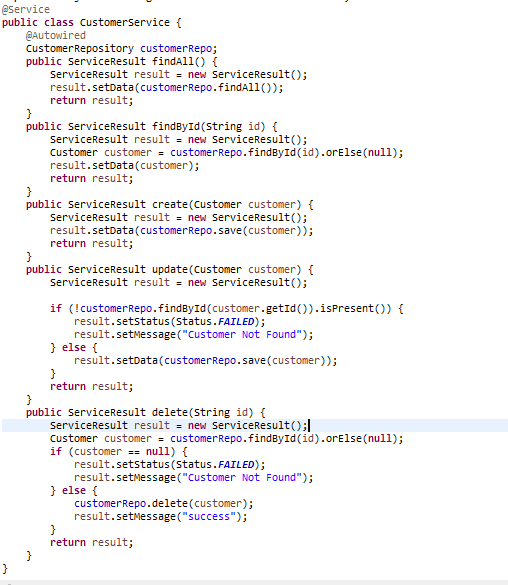 @Service
public class CustomerService {
    @Autowired
    CustomerRepository customerRepo;
    public ServiceResult findAll() {
        ServiceResult result = new ServiceResult();
        result.setData(customerRepo.findAll());
        return result;
    }
    public ServiceResult findById(String id) {
        ServiceResult result = new ServiceResult();
        Customer customer = customerRepo.findById(id).orElse(null);
        result.setData(customer);
        return result;
    }
    public ServiceResult create(Customer customer) {
        ServiceResult result = new ServiceResult();
        result.setData(customerRepo.save(customer));
        return result;
    }
    public ServiceResult update(Customer customer) {
        ServiceResult result = new ServiceResult();

        if (!customerRepo.findById(customer.getId()).isPresent()) {
            result.setStatus(Status.FAILED);
            result.setMessage("Customer Not Found");
        } else {
            result.setData(customerRepo.save(customer));
        }
        return result;
    }
    public ServiceResult delete(String id) {
        ServiceResult result = new ServiceResult();
        Customer customer = customerRepo.findById(id).orElse(null);
        if (customer == null) {
            result.setStatus(Status.FAILED);
            result.setMessage("Customer Not Found");
        } else {
            customerRepo.delete(customer);
            result.setMessage("success");
        }
        return result;
    }
}